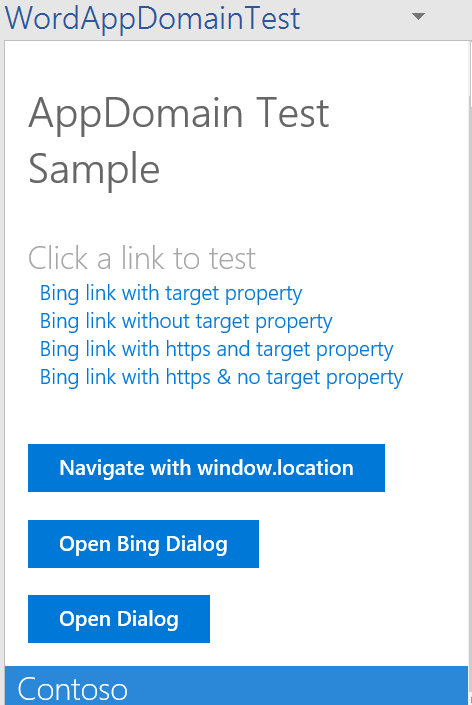 WordAppDomainTest
AppDomain Test
Sample
Click a link to test
Bing link with target property
Bing link without target property
Bing link with https and target property
Bing link with https & no target property
Navigate with window.location
Open Bing Dialog
Open Dialog
Contoso